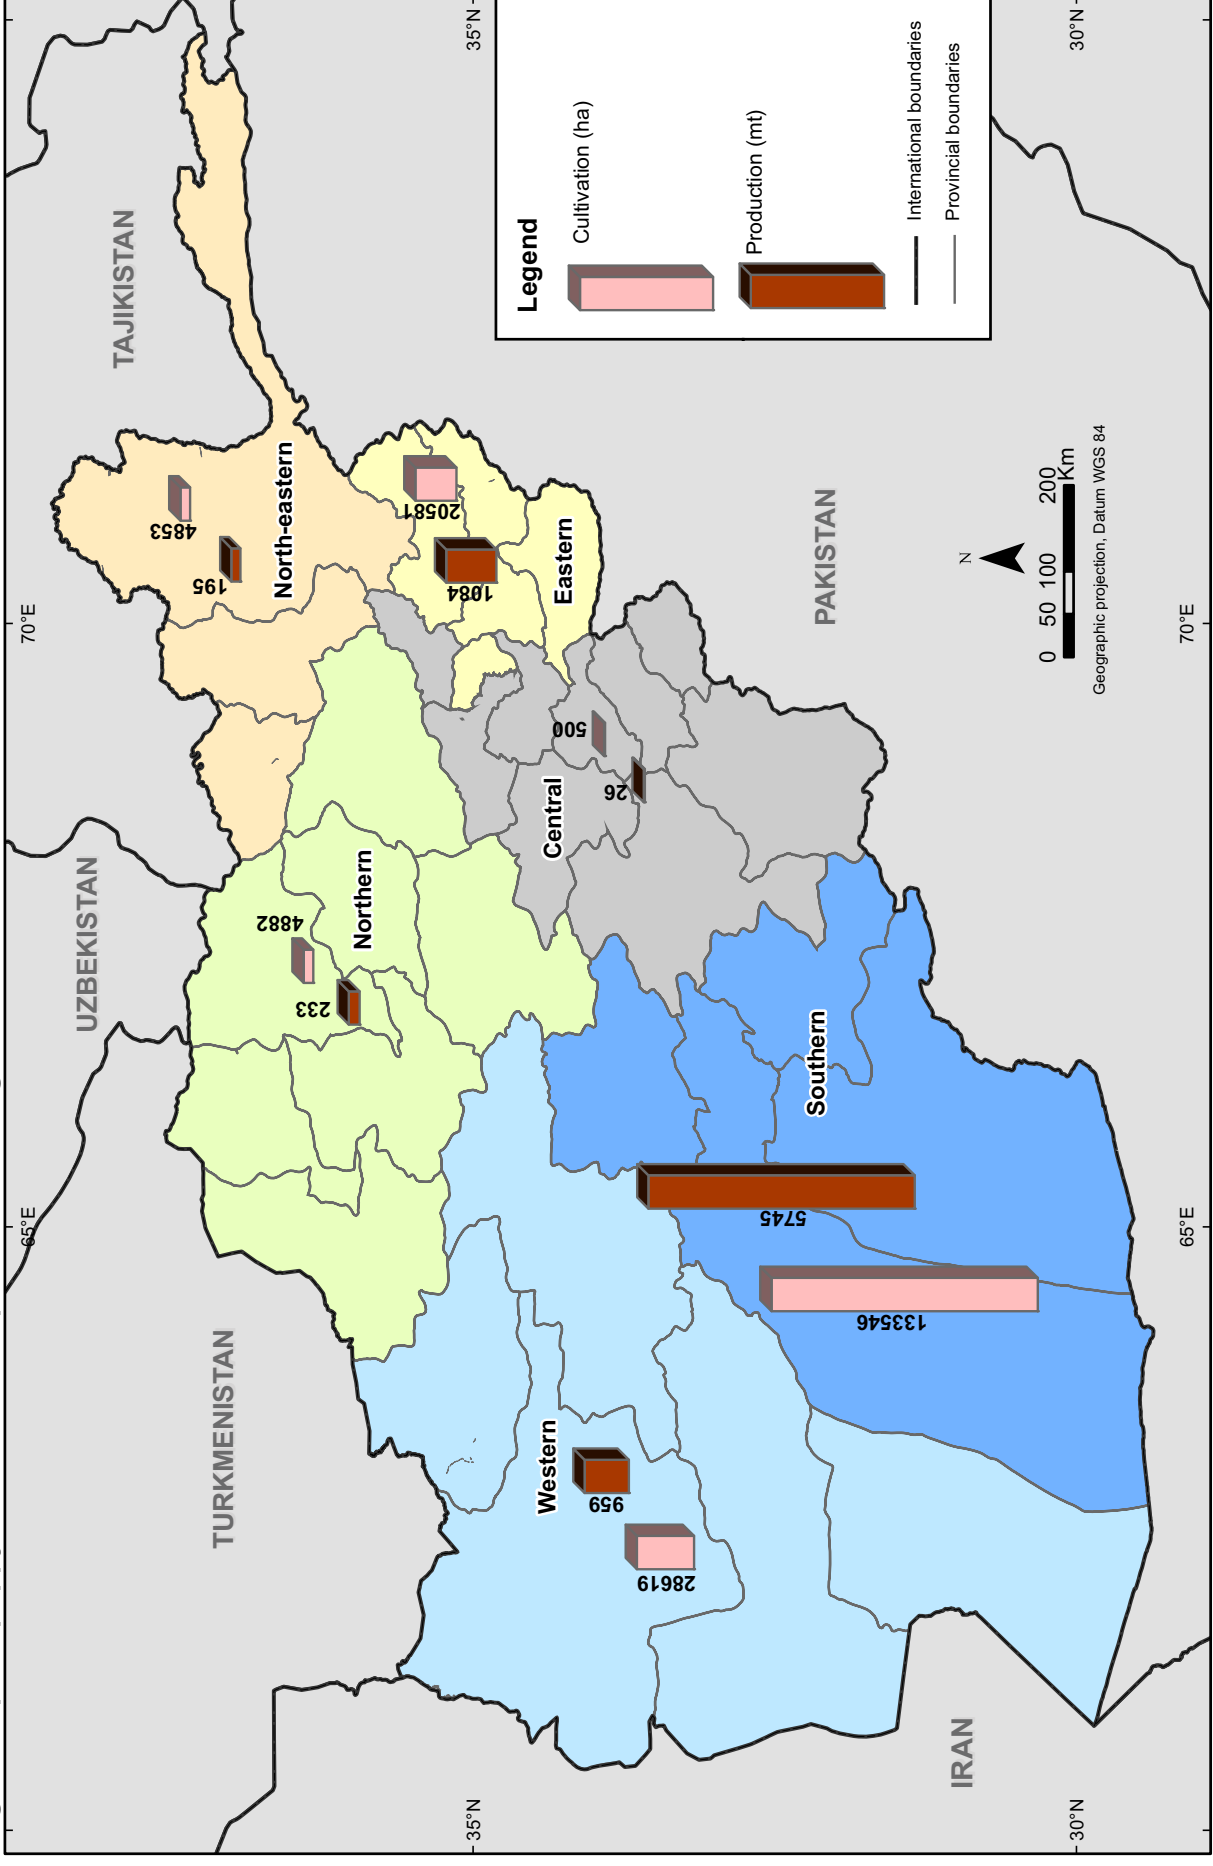 TAJIKISTAN
UZBEKISTAN
TURKMENISTAN
IRAN
PAKISTAN
70°E
65°E
35°N
30°N
35°N
30°N
70°E
65°E
North-eastern
4853
195
Northern
4882
233
Eastern
20581
1084
Central
500
26
Western
959
28619
Southern
5745
133546
Legend
Cultivation (ha)
Production (mt)
International boundaries
Provincial boundaries
N
0 50 100 200
Km
Geographic projection, Datum WGS 84